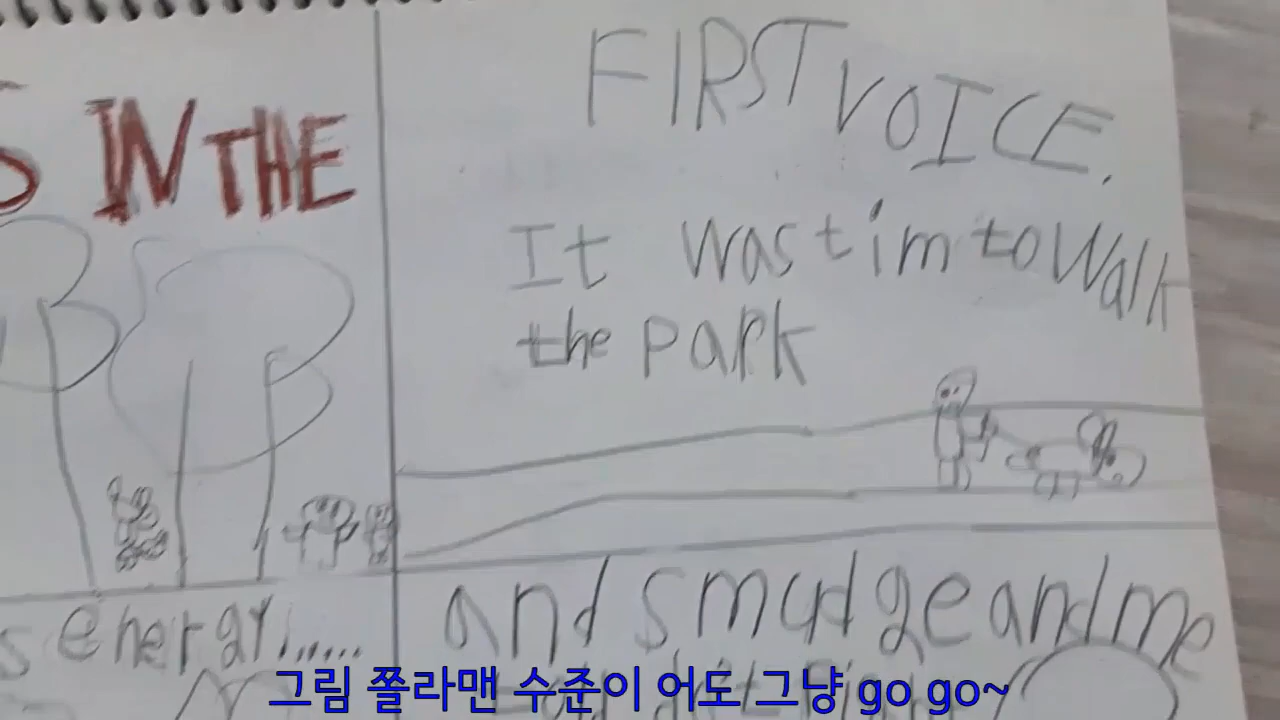 IN THE
FIRST VOICE.
It was tim to walk
the park
energy......
and smudge and me
그림 쫄라맨 수준이 어도 그냥 go go~